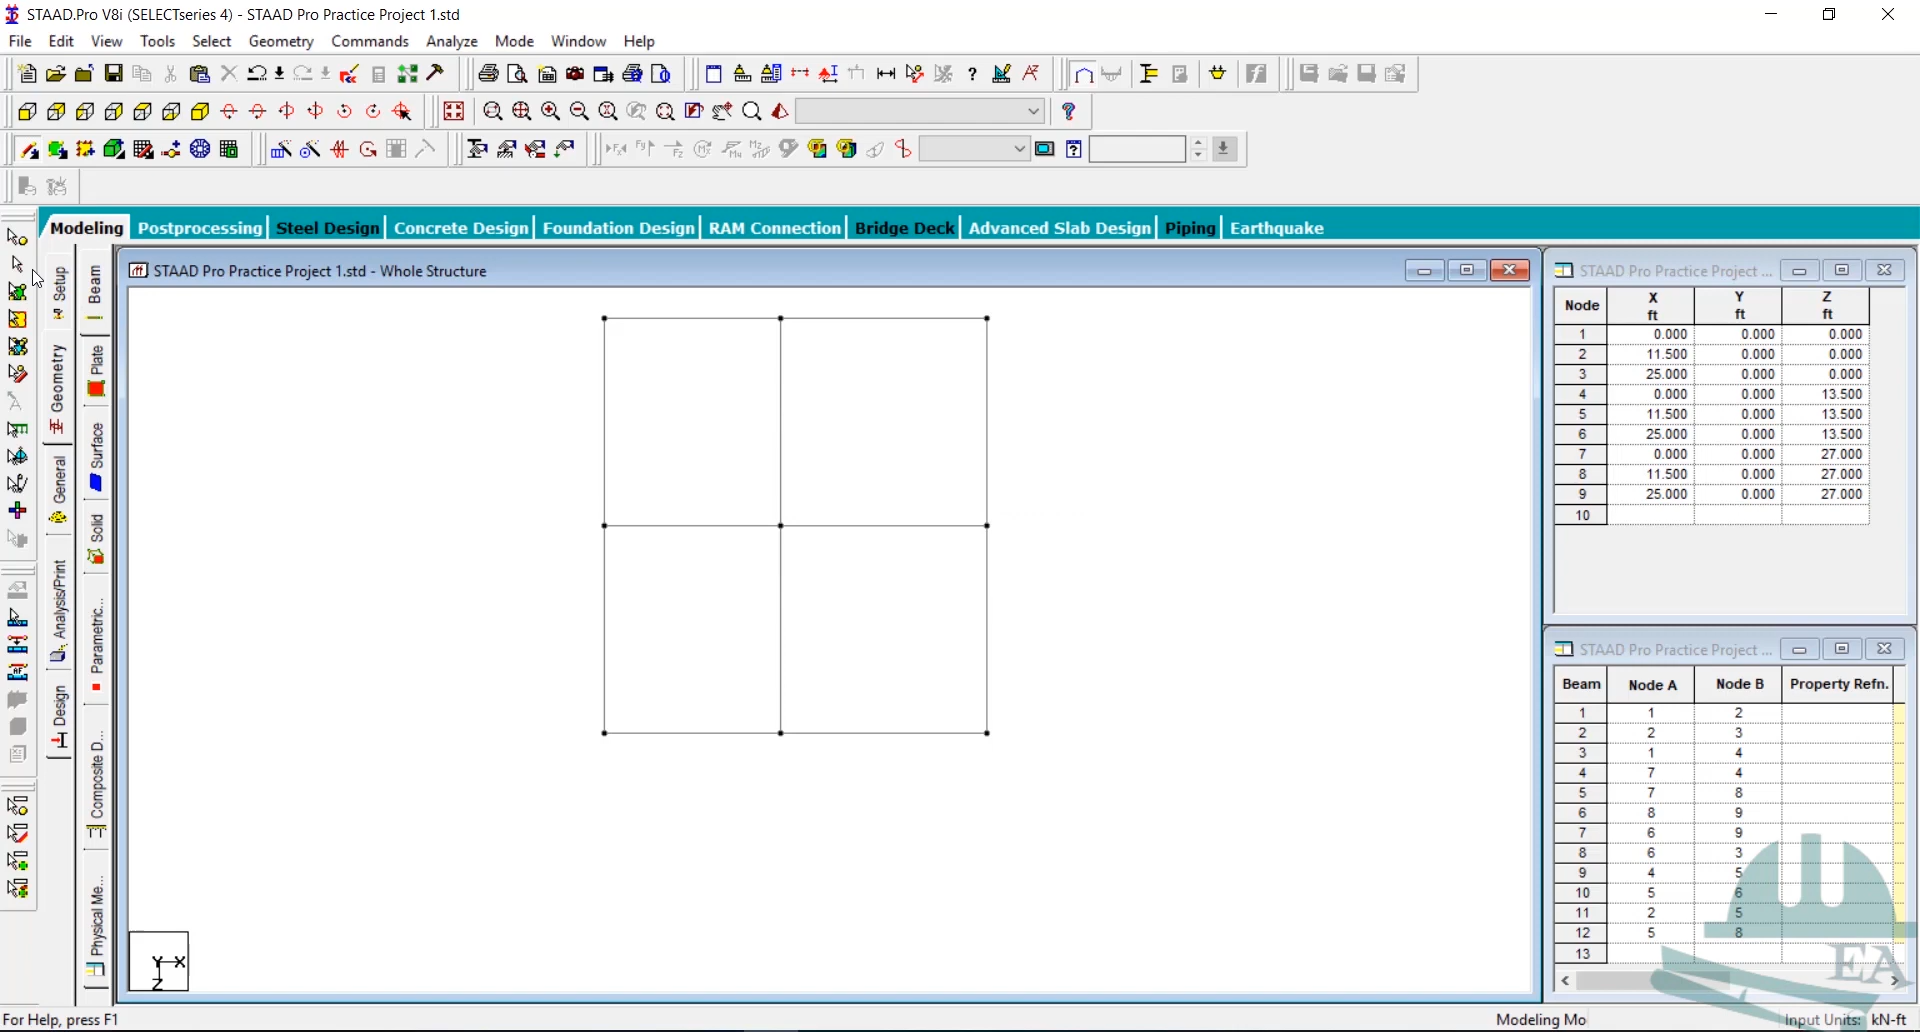 STAAD.Pro V8i (SELECTseries 4) - STAAD Pro Practice Project 1.std
File Edit View Tools Select Geometry Commands Analyze Mode Window Help
Modeling Postprocessing Steel Design Concrete Design Foundation Design RAM Connection Bridge Deck Advanced Slab Design Piping Earthquake
Setup
Geometry
General
Analysis/Print
Design
Beam
Plate
Surface
Solid
Parametric...
Composite D...
Physical Me...
STAAD Pro Practice Project 1.std - Whole Structure
Y X
Z
STAAD Pro Practice Project ...
Node X Y Z
ft ft ft
1 0.000 0.000 0.000
2 11.500 0.000 0.000
3 25.000 0.000 0.000
4 0.000 0.000 13.500
5 11.500 0.000 13.500
6 25.000 0.000 13.500
7 0.000 0.000 27.000
8 11.500 0.000 27.000
9 25.000 0.000 27.000
10
STAAD Pro Practice Project ...
Beam Node A Node B Property Refn.
1 1 2
2 2 3
3 1 4
4 7 4
5 7 8
6 8 9
7 6 9
8 6 3
9 4 5
10 5 6
11 2 5
12 5 8
13
EA
For Help, press F1
Modeling Mo
Input Units: kN-ft